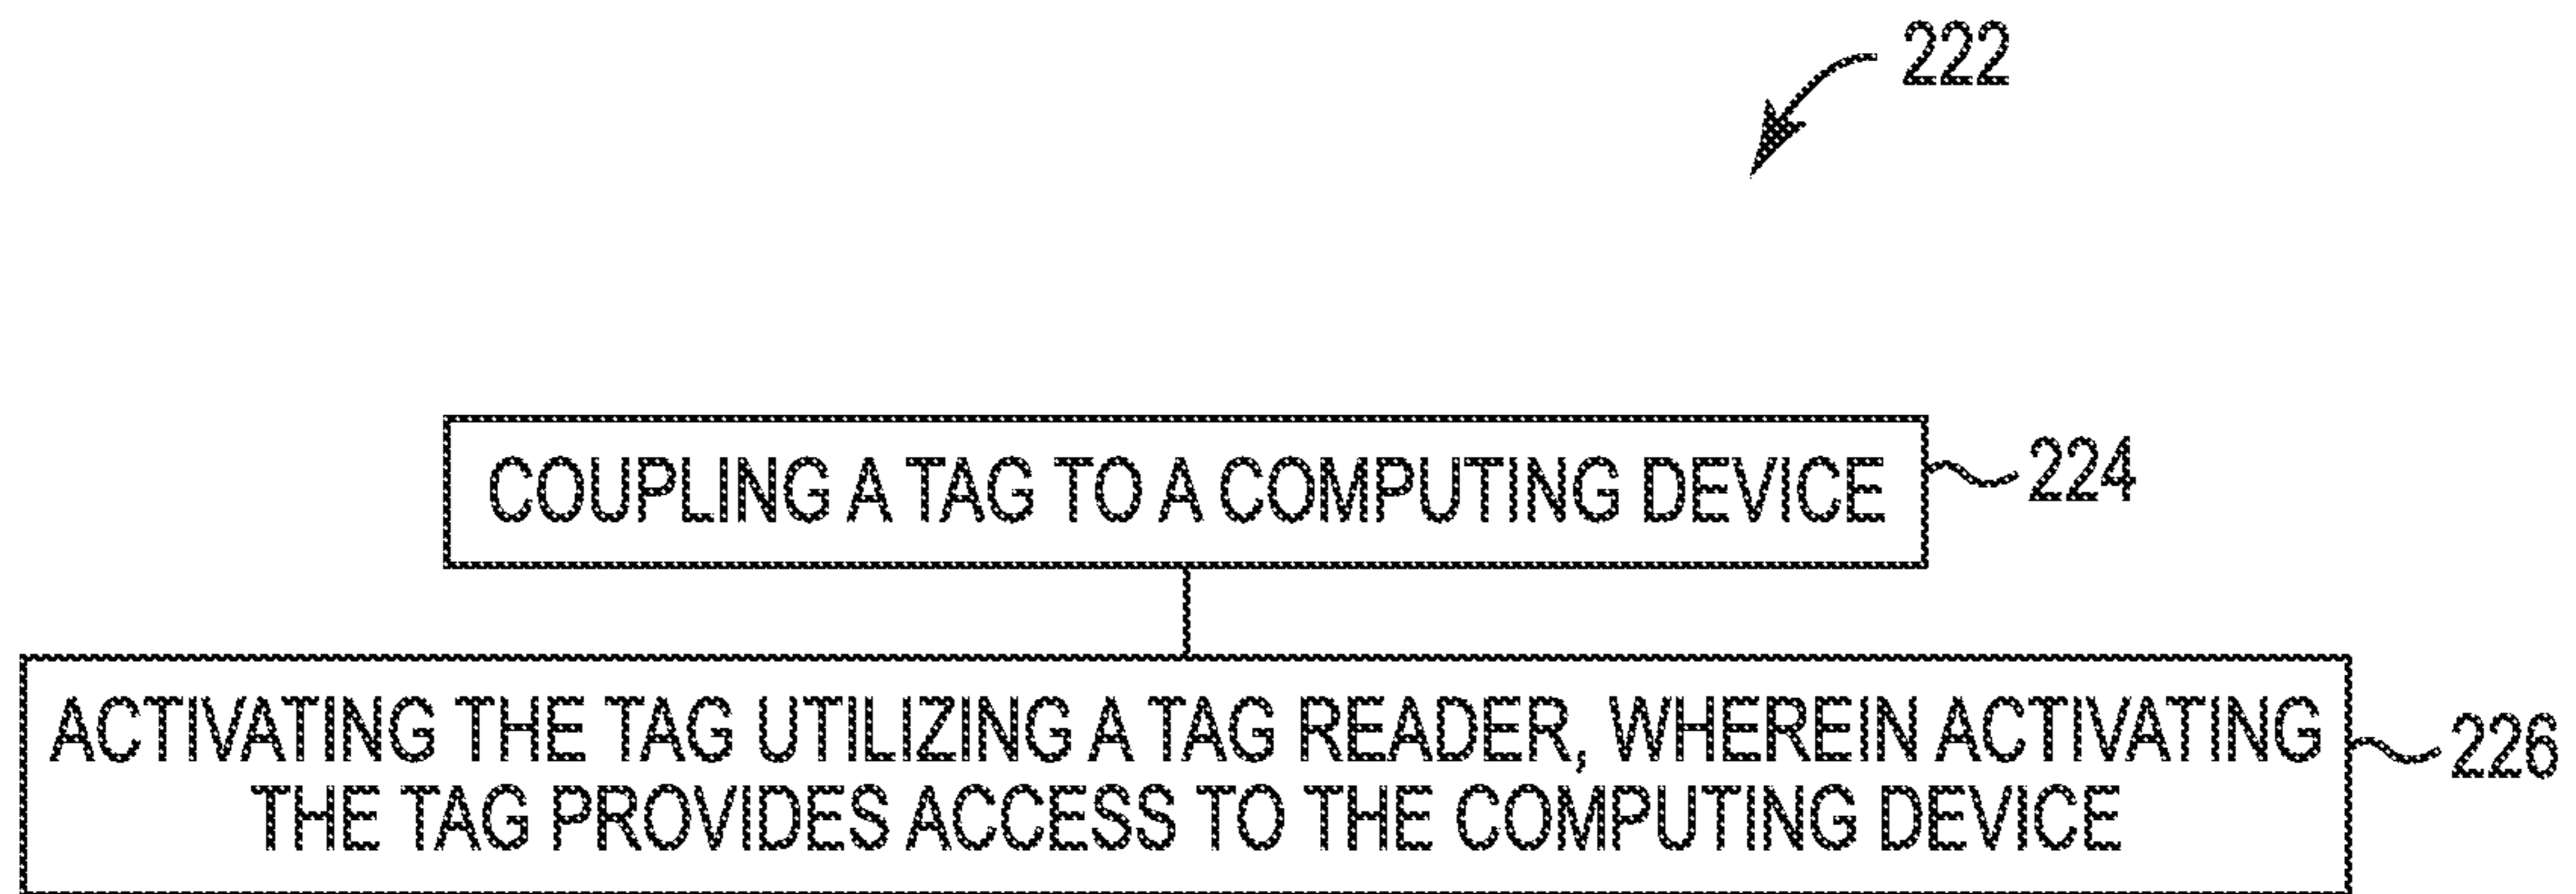 222
COUPLING A TAG TO A COMPUTING DEVICE
224
ACTIVATING THE TAG UTILIZING A TAG READER, WHEREIN ACTIVATING
THE TAG PROVIDES ACCESS TO THE COMPUTING DEVICE
226